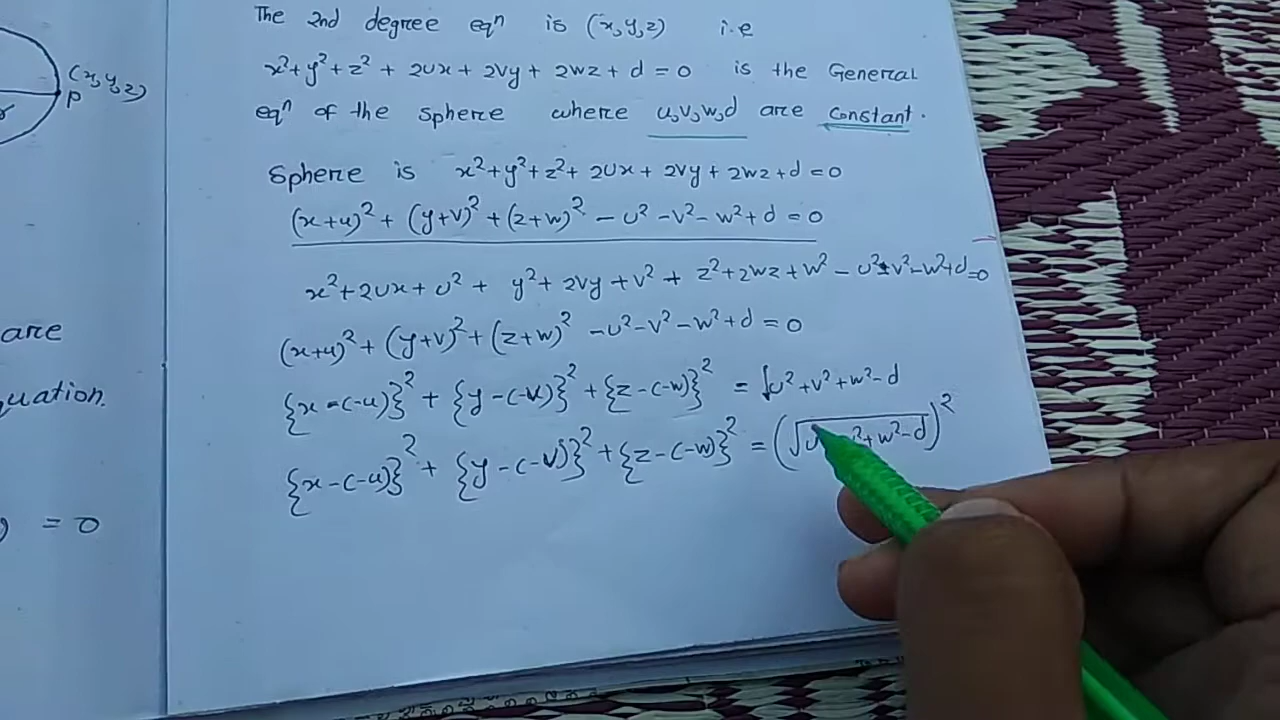 (x,y,z)
P
r
are
equation.
= 0
The 2nd degree eqⁿ is (x,y,z) i.e
x²+y²+z² + 2ux + 2vy + 2wz + d = 0 is the General
eqⁿ of the sphere where u,v,w,d are constant.
Sphere is x²+y²+z²+ 2ux + 2vy + 2wz + d = 0
(x+u)² + (y+v)² + (z+w)² - u² - v² - w² + d = 0
x²+2ux+ u² + y²+ 2vy + v² + z²+2wz+w² - u²-v²-w²+d=0
(x+u)² + (y+v)² + (z+w)² -u²-v²-w²+d = 0
{x-(-u)}² + {y-(-v)}² + {z-(-w)}² = u²+v²+w²-d
{x-(-u)}² + {y-(-v)}² + {z-(-w)}² = (√ u² v²+w²-d)²